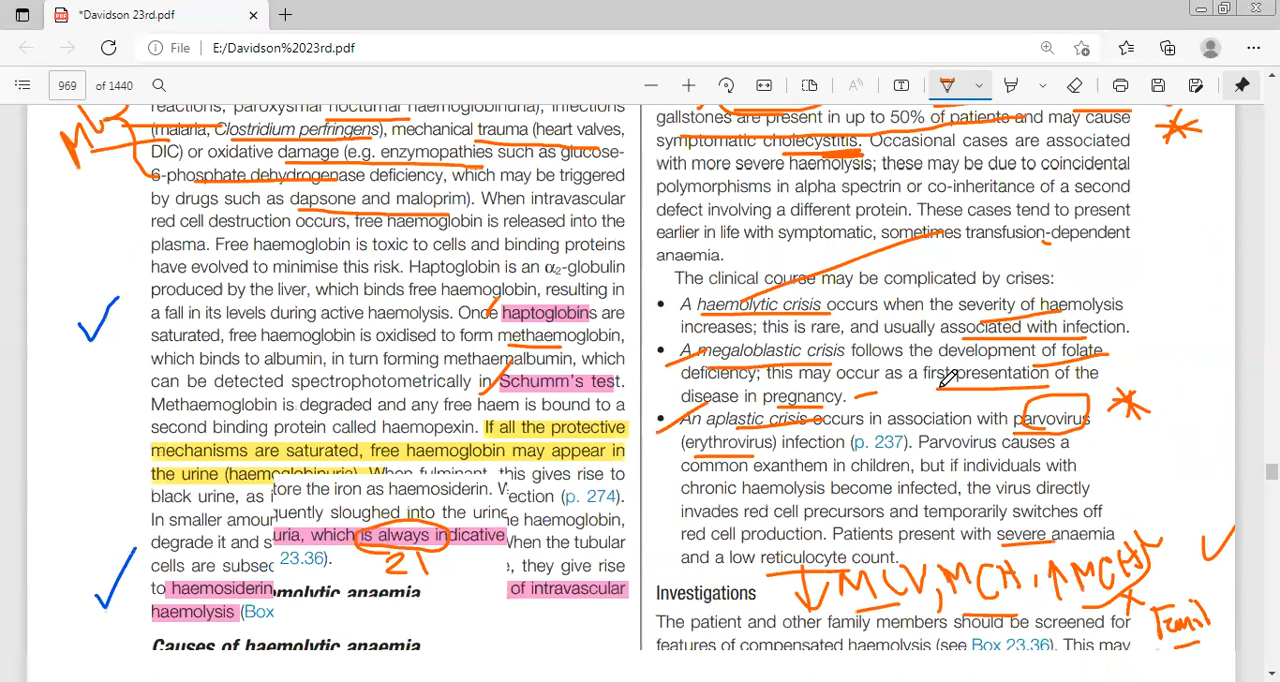 *Davidson 23rd.pdf
File
E:/Davidson%2023rd.pdf
969 of 1440
reactions, paroxysmal nocturnal haemoglobinuria), infections
(malaria, Clostridium perfringens), mechanical trauma (heart valves,
DIC) or oxidative damage (e.g. enzymopathies such as glucose-
6-phosphate dehydrogenase deficiency, which may be triggered
by drugs such as dapsone and maloprim). When intravascular
red cell destruction occurs, free haemoglobin is released into the
plasma. Free haemoglobin is toxic to cells and binding proteins
have evolved to minimise this risk. Haptoglobin is an α2-globulin
produced by the liver, which binds free haemoglobin, resulting in
a fall in its levels during active haemolysis. Once haptoglobins are
saturated, free haemoglobin is oxidised to form methaemoglobin,
which binds to albumin, in turn forming methaemalbumin, which
can be detected spectrophotometrically in Schumm's test.
Methaemoglobin is degraded and any free haem is bound to a
second binding protein called haemopexin. If all the protective
mechanisms are saturated, free haemoglobin may appear in
the urine (haemoglobinuria). When fulminant, this gives rise to
black urine, as
tore the iron as haemosiderin.
fection (p. 274).
quently sloughed into the urine
In smaller amour
e haemoglobin,
degrade it and s
uria, which is always indicative
When the tubular
21
cells are subsec
23.36).
, they give rise
to haemosiderin
of intravascular
haemolysis (Box
Causes of haemolytic anaemia
gallstones are present in up to 50% of patients and may cause
symptomatic cholecystitis. Occasional cases are associated
with more severe haemolysis; these may be due to coincidental
polymorphisms in alpha spectrin or co-inheritance of a second
defect involving a different protein. These cases tend to present
earlier in life with symptomatic, sometimes transfusion-dependent
anaemia.
The clinical course may be complicated by crises:
• A haemolytic crisis occurs when the severity of haemolysis
increases; this is rare, and usually associated with infection.
• A megaloblastic crisis follows the development of folate
deficiency; this may occur as a first presentation of the
disease in pregnancy.
• An aplastic crisis occurs in association with parvovirus
(erythrovirus) infection (p. 237). Parvovirus causes a
common exanthem in children, but if individuals with
chronic haemolysis become infected, the virus directly
invades red cell precursors and temporarily switches off
red cell production. Patients present with severe anaemia
and a low reticulocyte count.
↓ MCV, MCH, ↑ MCHC
Investigations
The patient and other family members should be screened for
features of compensated haemolysis (see Box 23.36). This may